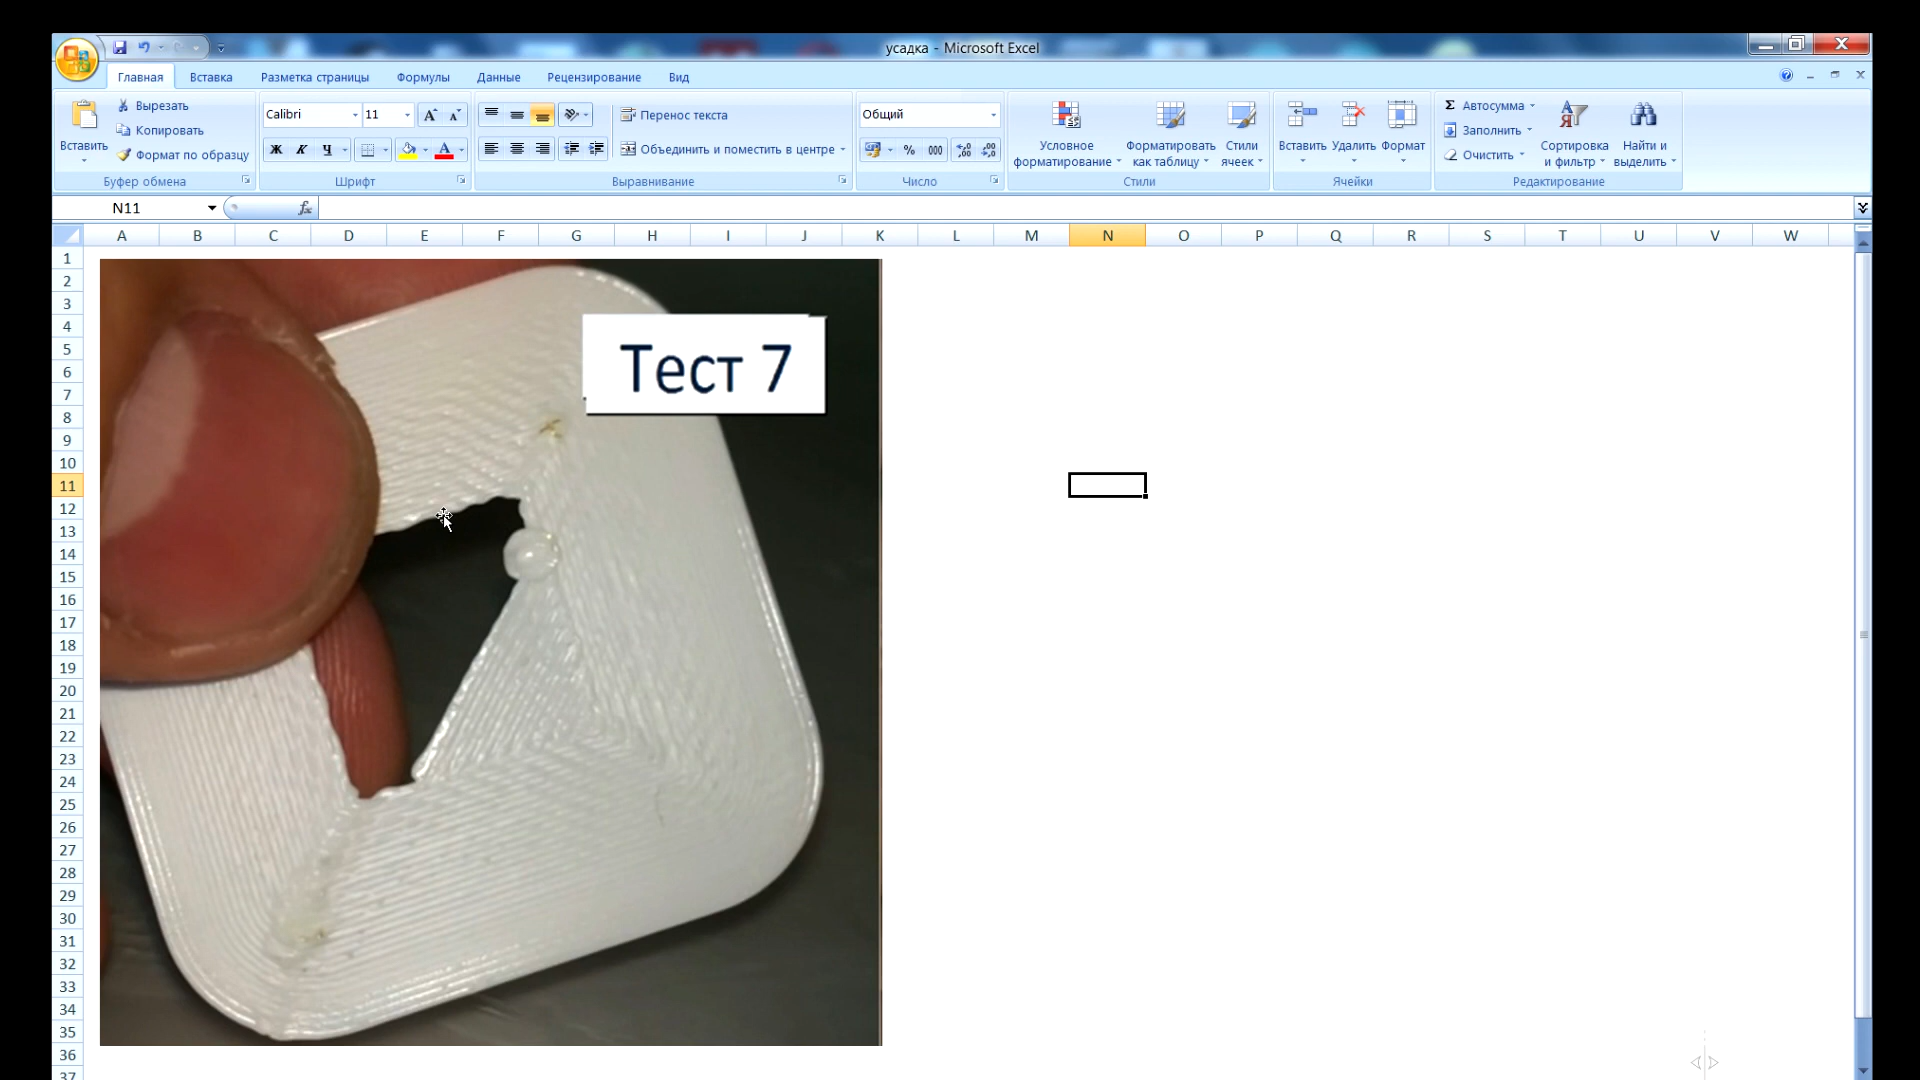 усадка - Microsoft Excel
Главная Вставка Разметка страницы Формулы Данные Рецензирование Вид
Вставить Вырезать Копировать Формат по образцу
Буфер обмена
Calibri 11
Ж К Ч А
Шрифт
Перенос текста
Объединить и поместить в центре
Выравнивание
Общий
% 000 ,00 ,0
Число
Условное форматирование Форматировать как таблицу Стили ячеек
Стили
Вставить Удалить Формат
Ячейки
Σ Автосумма
Заполнить
Очистить
Сортировка и фильтр Найти и выделить
Редактирование
N11 fx
A B C D E F G H I J K L M N O P Q R S T U V W
1
2
3
4
5
6
7
8
9
10
11
12
13
14
15
16
17
18
19
20
21
22
23
24
25
26
27
28
29
30
31
32
33
34
35
36
37
Тест 7